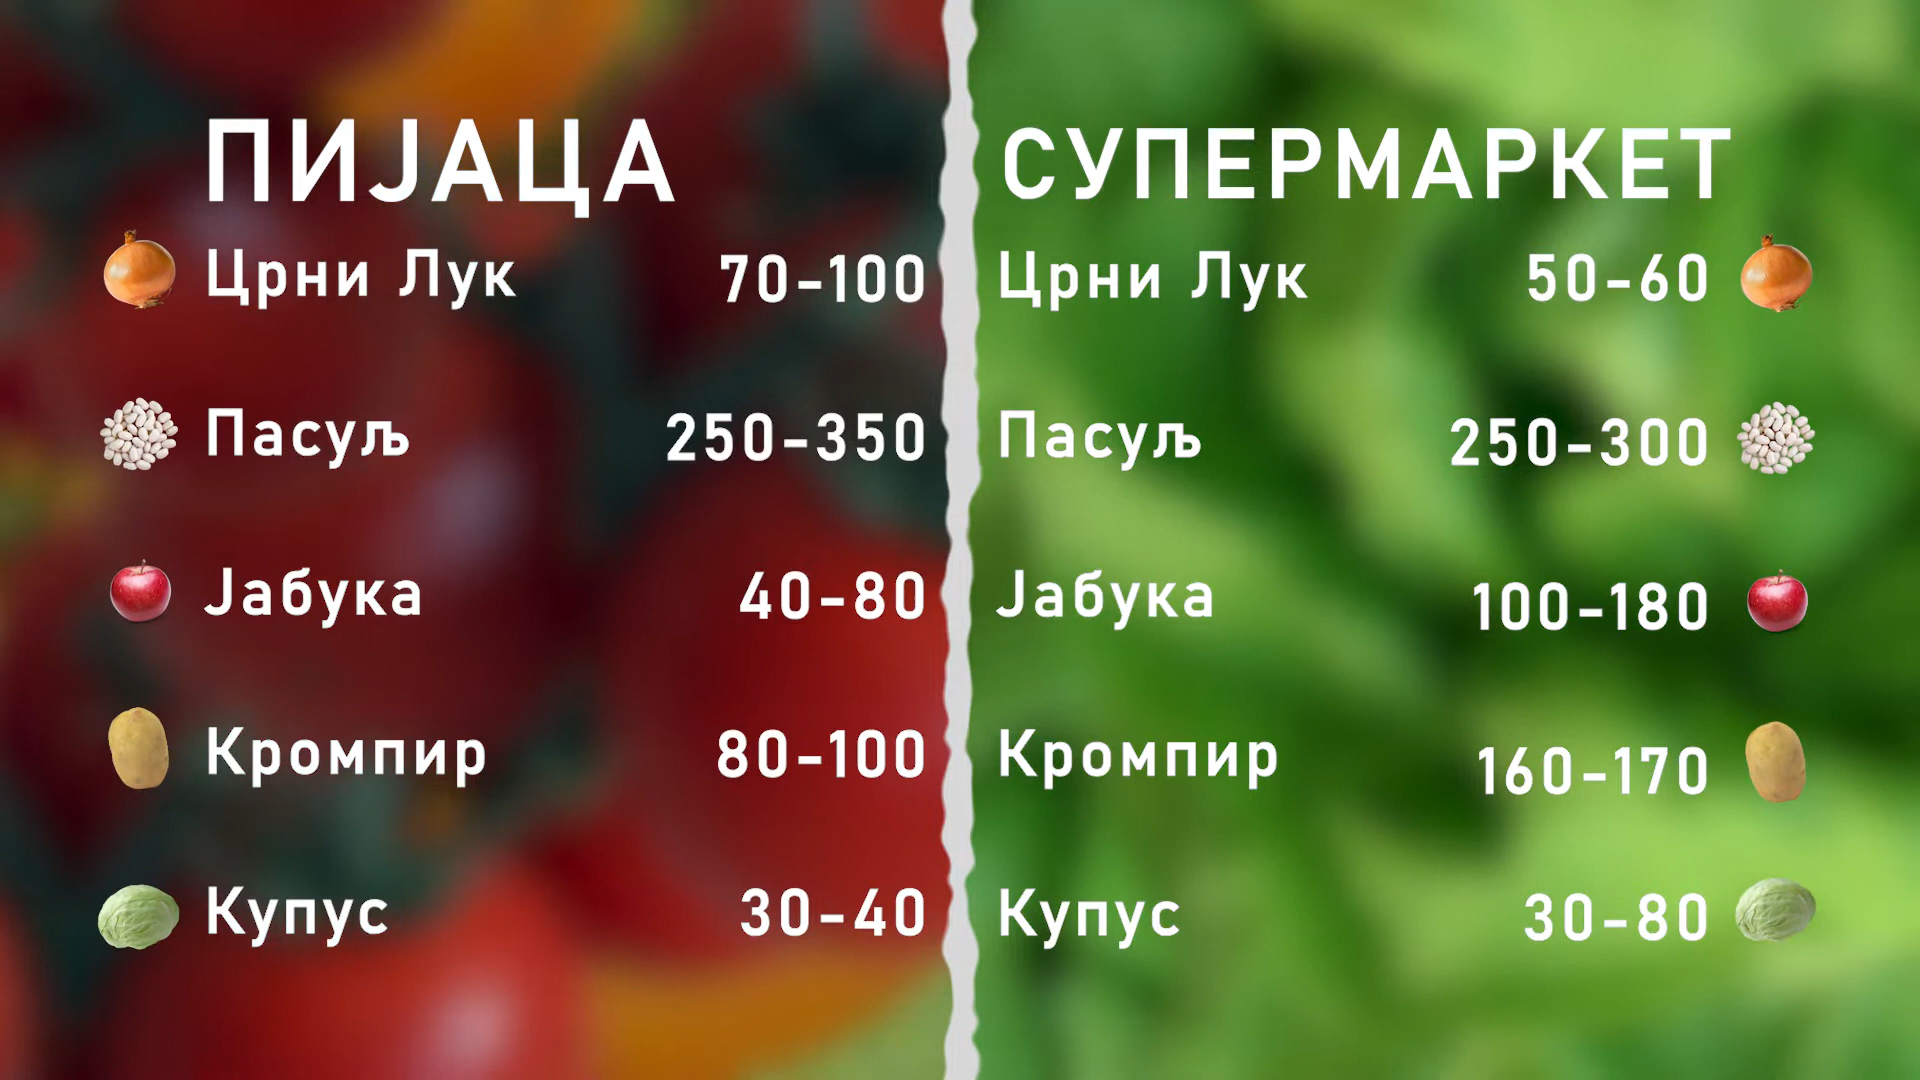 ПИЈАЦА
Црни Лук 70-100
Пасуљ 250-350
Јабука 40-80
Кромпир 80-100
Купус 30-40
СУПЕРМАРКЕТ
Црни Лук 50-60
Пасуљ 250-300
Јабука 100-180
Кромпир 160-170
Купус 30-80